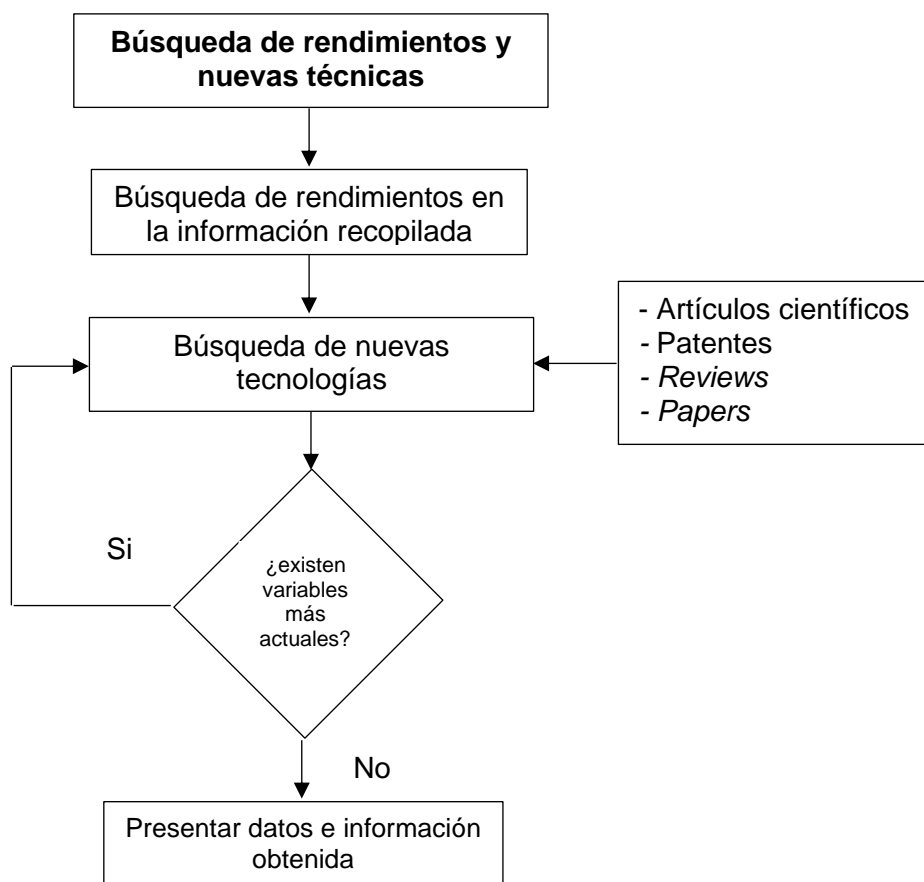 Búsqueda de rendimientos y
nuevas técnicas
Búsqueda de rendimientos en
la información recopilada
Búsqueda de nuevas
tecnologías
- Artículos científicos
- Patentes
- Reviews
- Papers
Si
¿existen
variables
más
actuales?
No
Presentar datos e información
obtenida